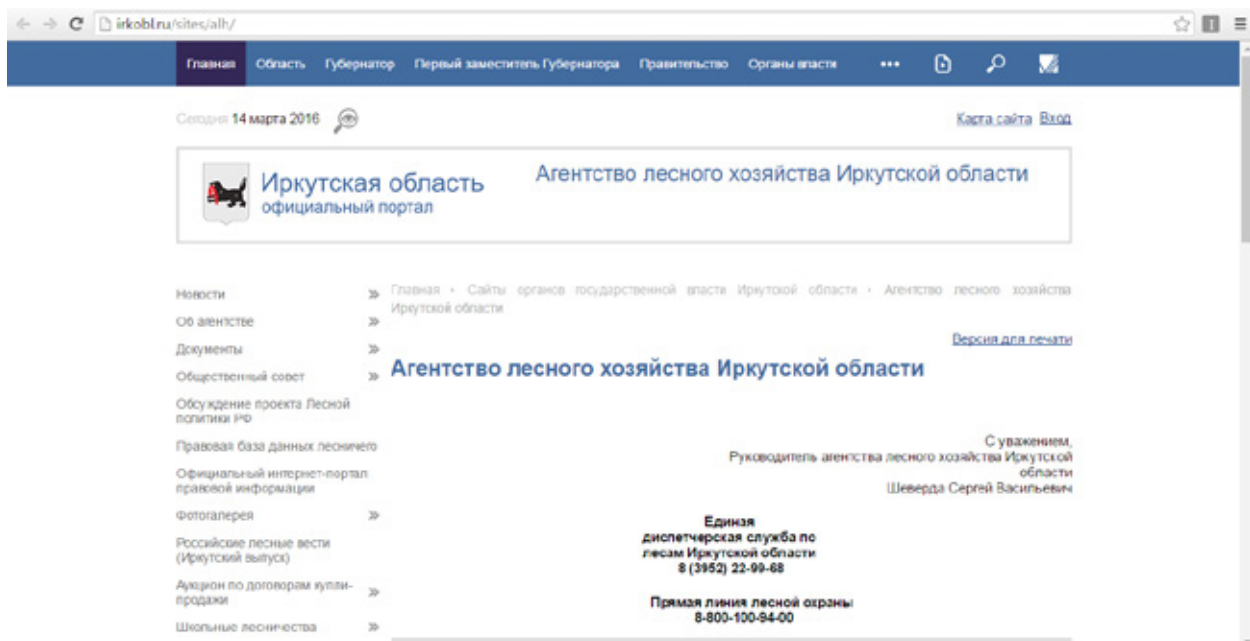 irkobl.ru/sites/alh/
Главная Область Губернатор Первый заместитель Губернатора Правительство Органы власти
Сегодня 14 марта 2016
Карта сайта Вход
Иркутская область
официальный портал
Агентство лесного хозяйства Иркутской области
Новости
Об агентстве
Документы
Общественный совет
Обсуждение проекта Лесной
политики РФ
Правовая база данных лесничего
Официальный интернет-портал
правовой информации
Фотогалерея
Российские лесные вести
(Иркутский выпуск)
Аукцион по договорам купли-
продажи
Школьные лесничества
Главная • Сайты органов государственной власти Иркутской области • Агентство лесного хозяйства
Иркутской области
Версия для печати
Агентство лесного хозяйства Иркутской области
С уважением,
Руководитель агентства лесного хозяйства Иркутской
области
Шеверда Сергей Васильевич
Единая
диспетчерская служба по
лесам Иркутской области
8 (3952) 22-99-68
Прямая линия лесной охраны
8-800-100-94-00